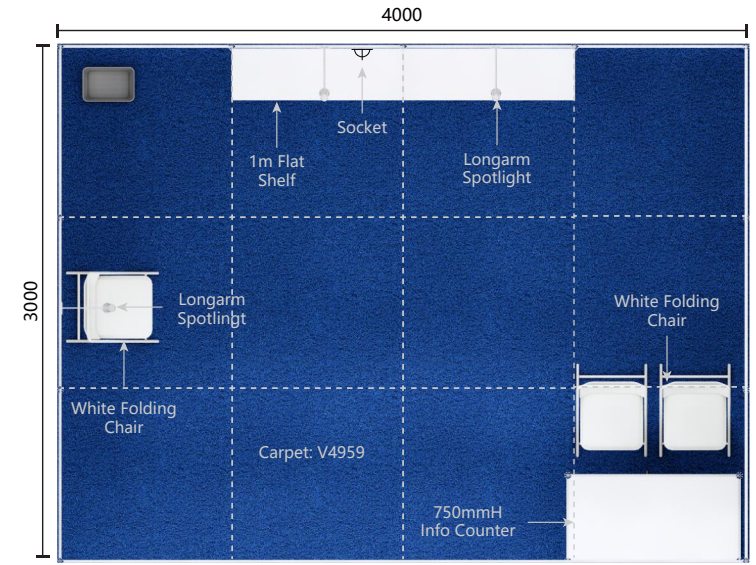 4000
Socket
1m Flat
Shelf
Longarm
Spotlight
3000
Longarm
Spotlingt
White Folding
Chair
White Folding
Chair
Carpet: V4959
750mmH
Info Counter